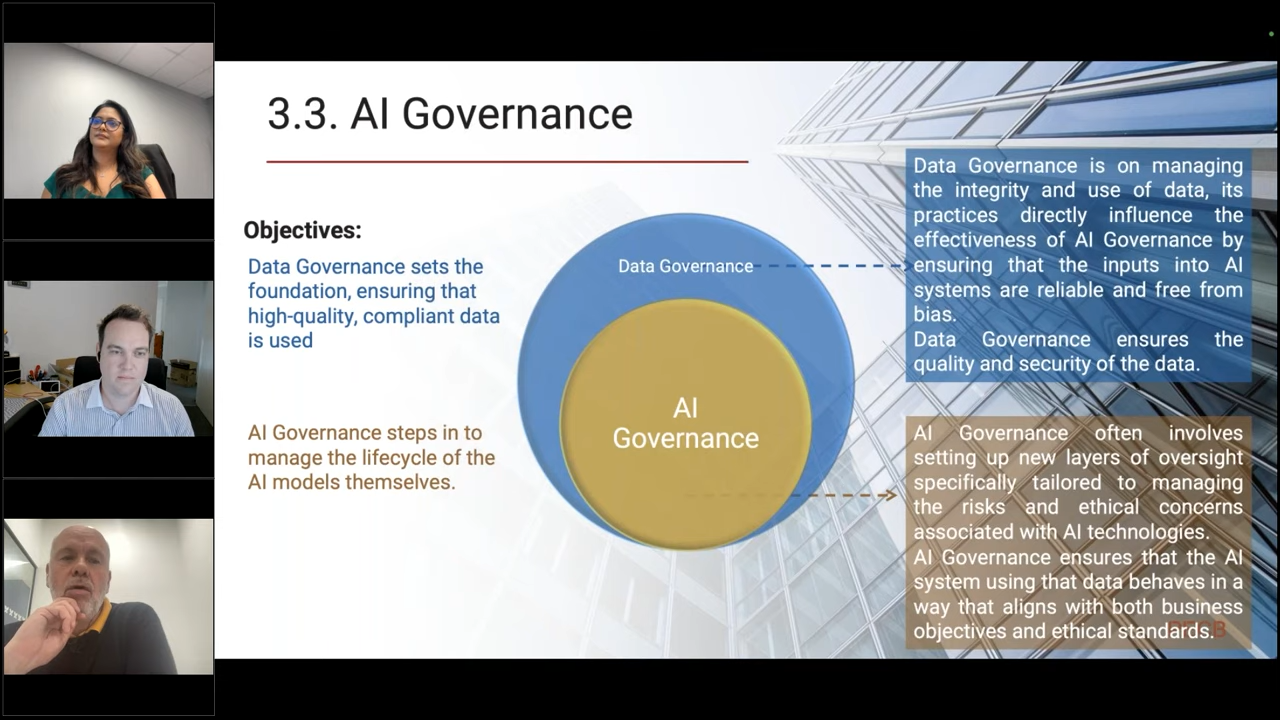 3.3. AI Governance
Objectives:
Data Governance sets the
foundation, ensuring that
high-quality, compliant data
is used
AI Governance steps in to
manage the lifecycle of the
AI models themselves.
Data Governance
AI
Governance
Data Governance is on managing
the integrity and use of data, its
practices directly influence the
effectiveness of AI Governance by
ensuring that the inputs into AI
systems are reliable and free from
bias.
Data Governance ensures the
quality and security of the data.
AI Governance often involves
setting up new layers of oversight
specifically tailored to managing
the risks and ethical concerns
associated with AI technologies.
AI Governance ensures that the AI
system using that data behaves in a
way that aligns with both business
objectives and ethical standards.